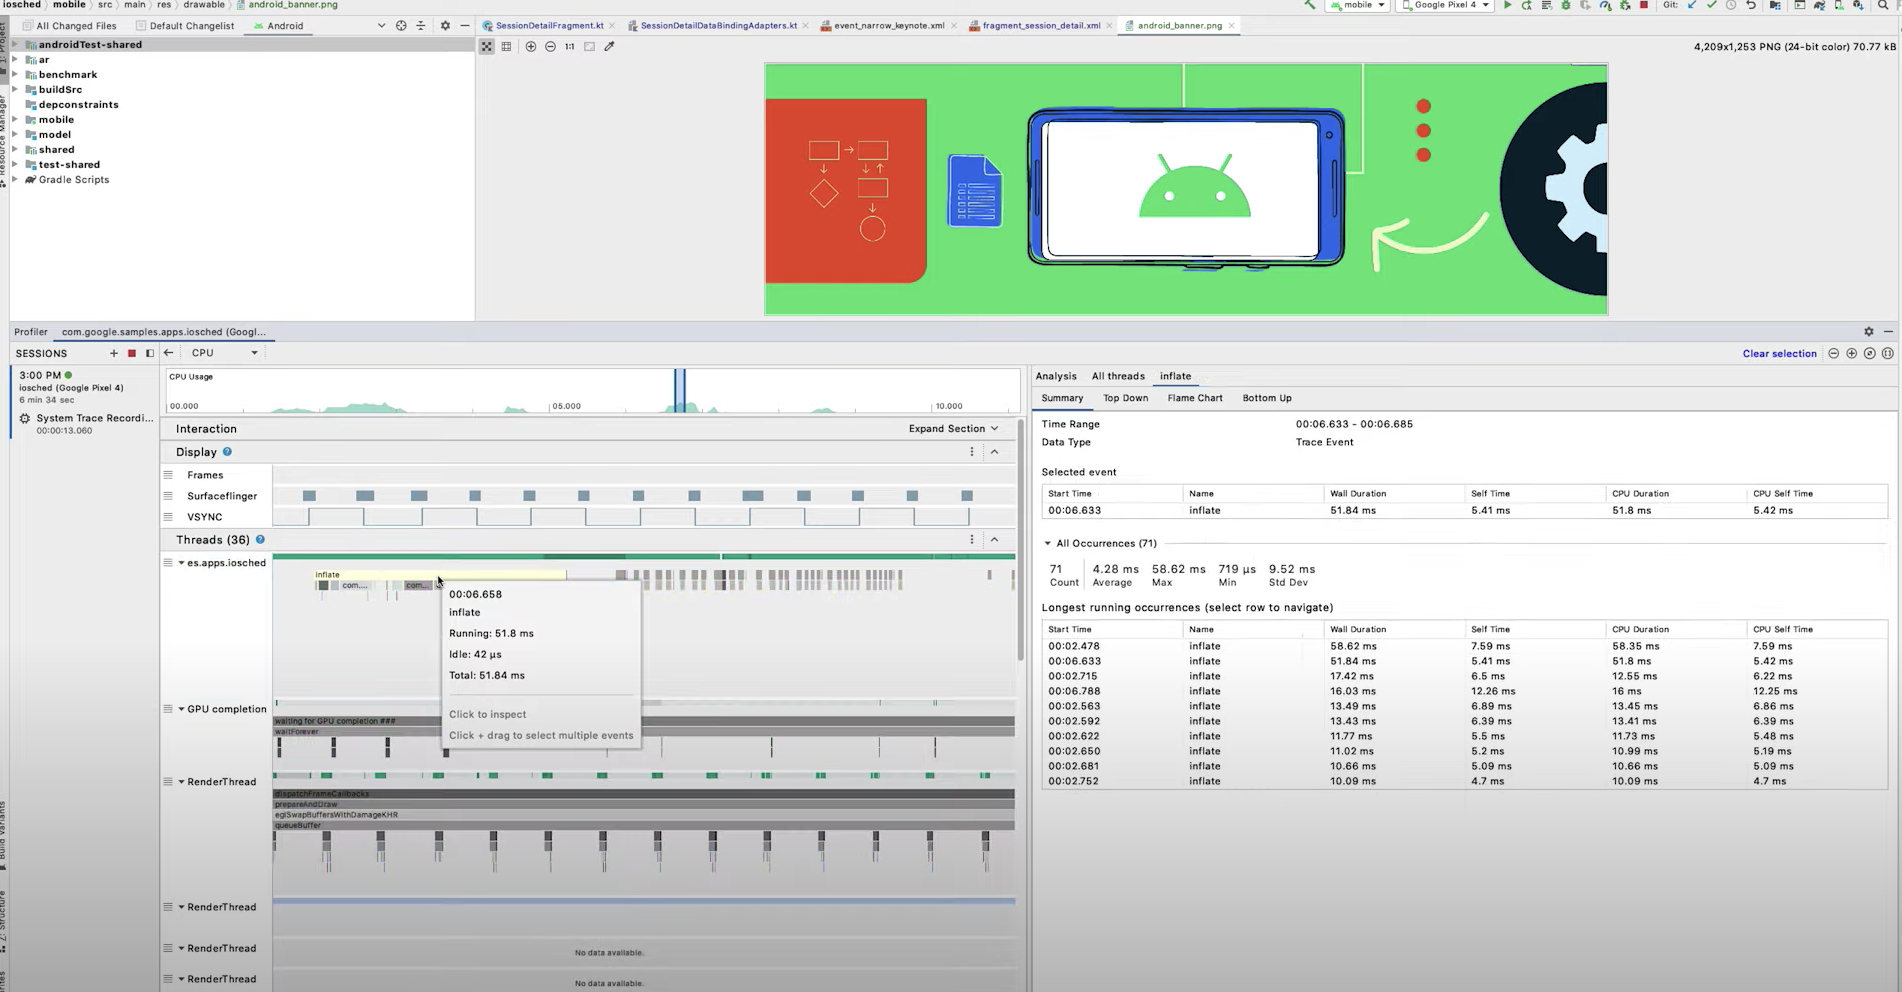 iosched › mobile › src › main › res › drawable › android_banner.png
mobile
Google Pixel 4
Git:
All Changed Files
Default Changelist
Android
SessionDetailFragment.kt
SessionDetailDataBindingAdapters.kt
event_narrow_keynote.xml
fragment_session_detail.xml
android_banner.png
androidTest-shared
ar
benchmark
buildSrc
depconstraints
mobile
model
shared
test-shared
Gradle Scripts
1:1
4,209x1,253 PNG (24-bit color) 70.77 kB
Project
Resource Manager
Build Variants
Z: Structure
Profiler
com.google.samples.apps.iosched (Googl...
SESSIONS
CPU
Clear selection
3:00 PM
iosched (Google Pixel 4)
6 min 34 sec
System Trace Recordi...
00:00:13.060
CPU Usage
00.000
05.000
10.000
Interaction
Expand Section
Display
Frames
Surfaceflinger
VSYNC
Threads (36)
es.apps.iosched
inflate
com....
com...
00:06.658
inflate
Running: 51.8 ms
Idle: 42 µs
Total: 51.84 ms
Click to inspect
Click + drag to select multiple events
GPU completion
waiting for GPU completion ###
waitForever
RenderThread
dispatchFrameCallbacks
prepareAndDraw
eglSwapBuffersWithDamageKHR
queueBuffer
RenderThread
RenderThread
No data available.
RenderThread
No data available.
Analysis
All threads
inflate
Summary
Top Down
Flame Chart
Bottom Up
Time Range 00:06.633 - 00:06.685
Data Type Trace Event
Selected event
Start Time Name Wall Duration Self Time CPU Duration CPU Self Time
00:06.633 inflate 51.84 ms 5.41 ms 51.8 ms 5.42 ms
All Occurrences (71)
71 4.28 ms 58.62 ms 719 µs 9.52 ms
Count Average Max Min Std Dev
Longest running occurrences (select row to navigate)
Start Time Name Wall Duration Self Time CPU Duration CPU Self Time
00:02.478 inflate 58.62 ms 7.59 ms 58.35 ms 7.59 ms
00:06.633 inflate 51.84 ms 5.41 ms 51.8 ms 5.42 ms
00:02.715 inflate 17.42 ms 6.5 ms 12.55 ms 6.22 ms
00:06.788 inflate 16.03 ms 12.26 ms 16 ms 12.25 ms
00:02.563 inflate 13.49 ms 6.89 ms 13.45 ms 6.86 ms
00:02.592 inflate 13.43 ms 6.39 ms 13.41 ms 6.39 ms
00:02.622 inflate 11.77 ms 5.5 ms 11.73 ms 5.48 ms
00:02.650 inflate 11.02 ms 5.2 ms 10.99 ms 5.19 ms
00:02.681 inflate 10.66 ms 5.09 ms 10.66 ms 5.09 ms
00:02.752 inflate 10.09 ms 4.7 ms 10.09 ms 4.7 ms